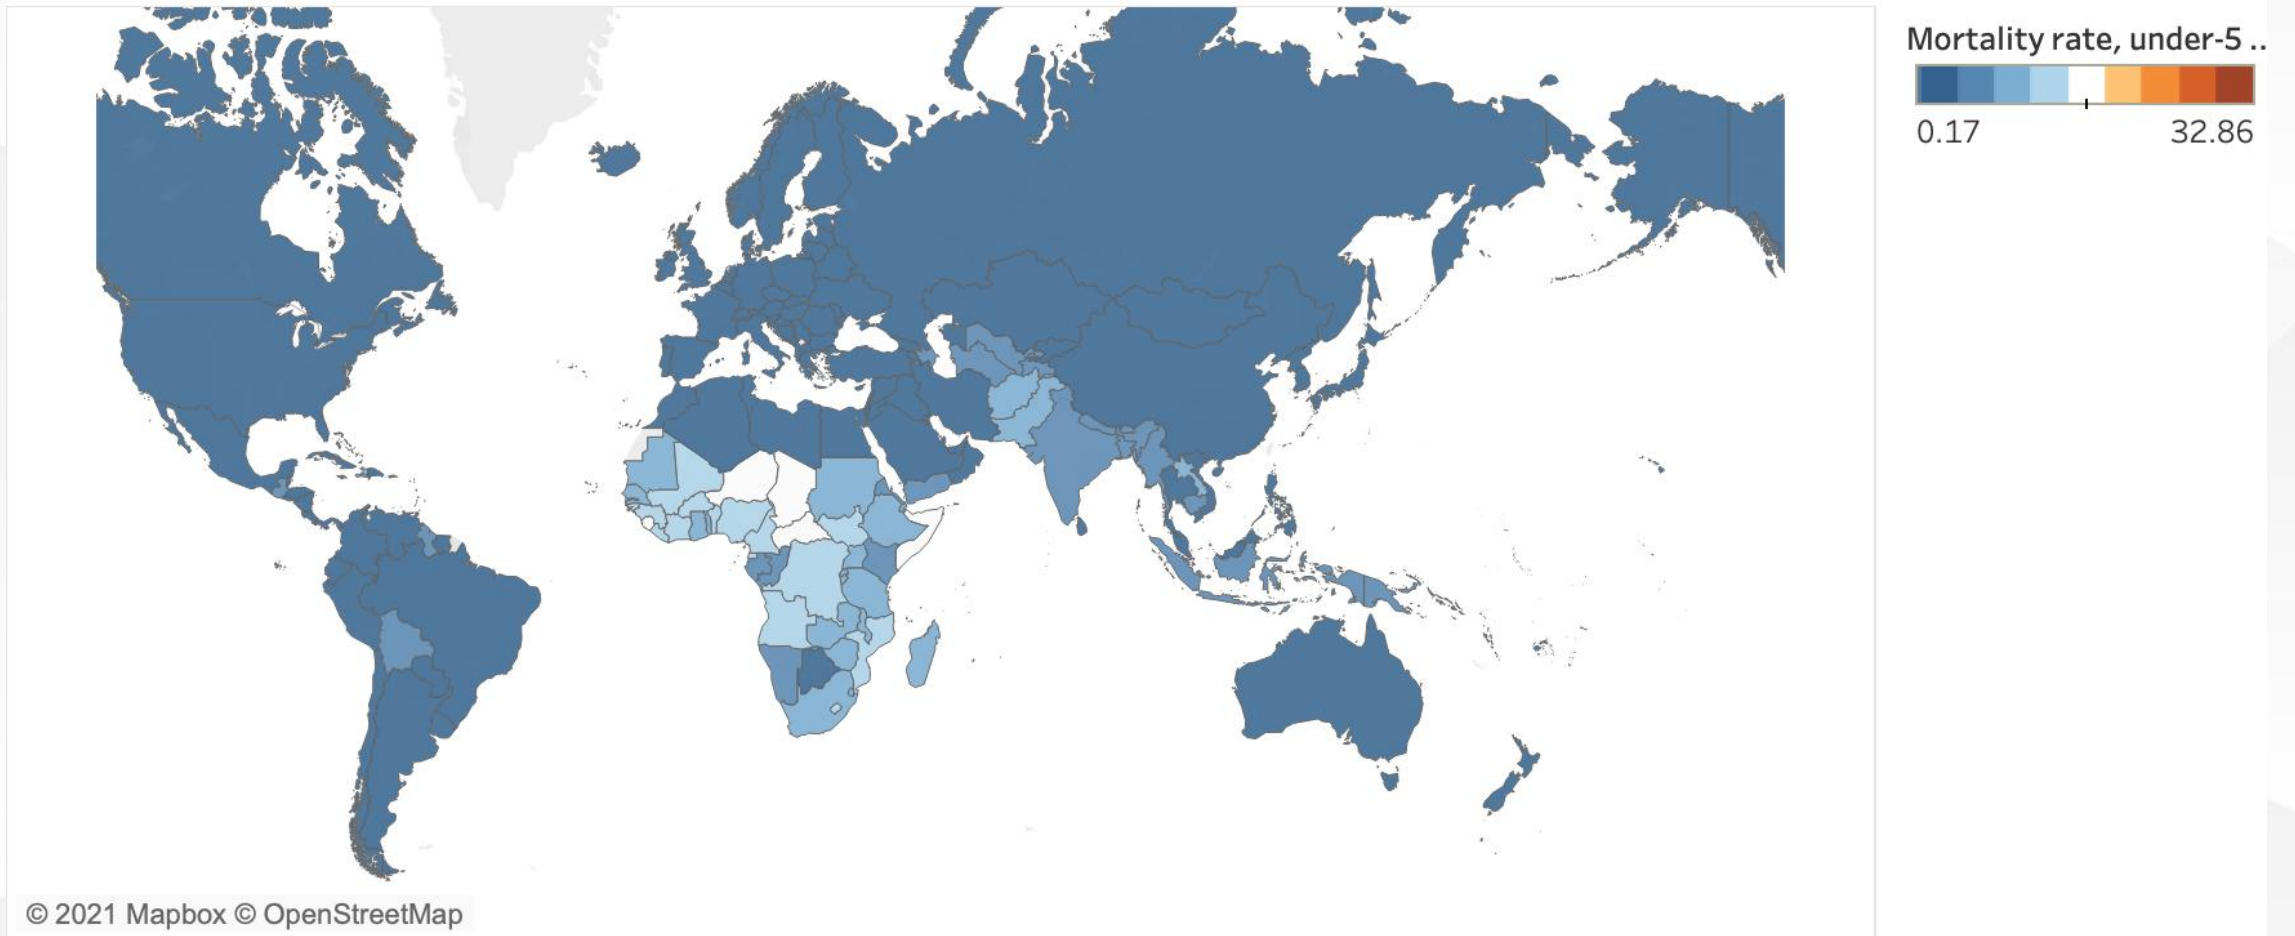 Mortality rate, under-5 ..
0.17 32.86
© 2021 Mapbox © OpenStreetMap